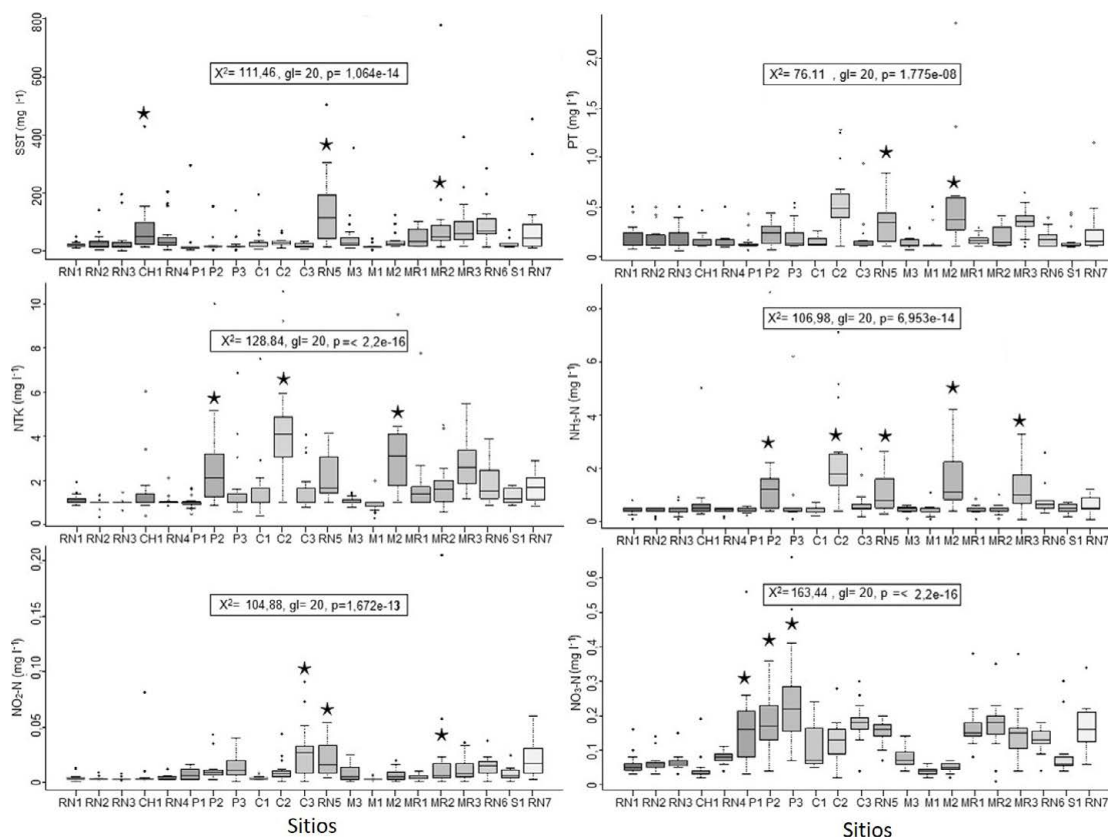 800
600
400
200
0
SST (mg l-1)
X²= 111,46, gl= 20, p= 1,064e-14
RN1 RN2 RN3 CH1 RN4 P1 P2 P3 C1 C2 C3 RN5 M3 M1 M2 MR1 MR2 MR3 RN6 S1 RN7
2.0
1.5
1.0
0.5
0.0
PT (mg l-1)
X²= 76.11 , gl= 20, p= 1.775e-08
RN1 RN2 RN3 CH1 RN4 P1 P2 P3 C1 C2 C3 RN5 M3 M1 M2 MR1 MR2 MR3 RN6 S1 RN7
10
8
6
4
2
0
NTK (mg l-1)
X²= 128.84, gl= 20, p =< 2,2e-16
RN1 RN2 RN3 CH1 RN4 P1 P2 P3 C1 C2 C3 RN5 M3 M1 M2 MR1 MR2 MR3 RN6 S1 RN7
8
6
4
2
0
NH₃-N (mg l-1)
X²= 106,98, gl= 20, p= 6,953e-14
RN1 RN2 RN3 CH1 RN4 P1 P2 P3 C1 C2 C3 RN5 M3 M1 M2 MR1 MR2 MR3 RN6 S1 RN7
0.20
0.15
0.10
0.05
0
NO₂-N (mg l-1)
X²= 104,88, gl= 20, p=1,672e-13
RN1 RN2 RN3 CH1 RN4 P1 P2 P3 C1 C2 C3 RN5 M3 M1 M2 MR1 MR2 MR3 RN6 S1 RN7
Sitios
0.6
0.5
0.4
0.3
0.2
0.1
0.0
NO₃-N (mg l-1)
X²= 163,44, gl= 20, p =< 2,2e-16
RN1 RN2 RN3 CH1 RN4 P1 P2 P3 C1 C2 C3 RN5 M3 M1 M2 MR1 MR2 MR3 RN6 S1 RN7
Sitios